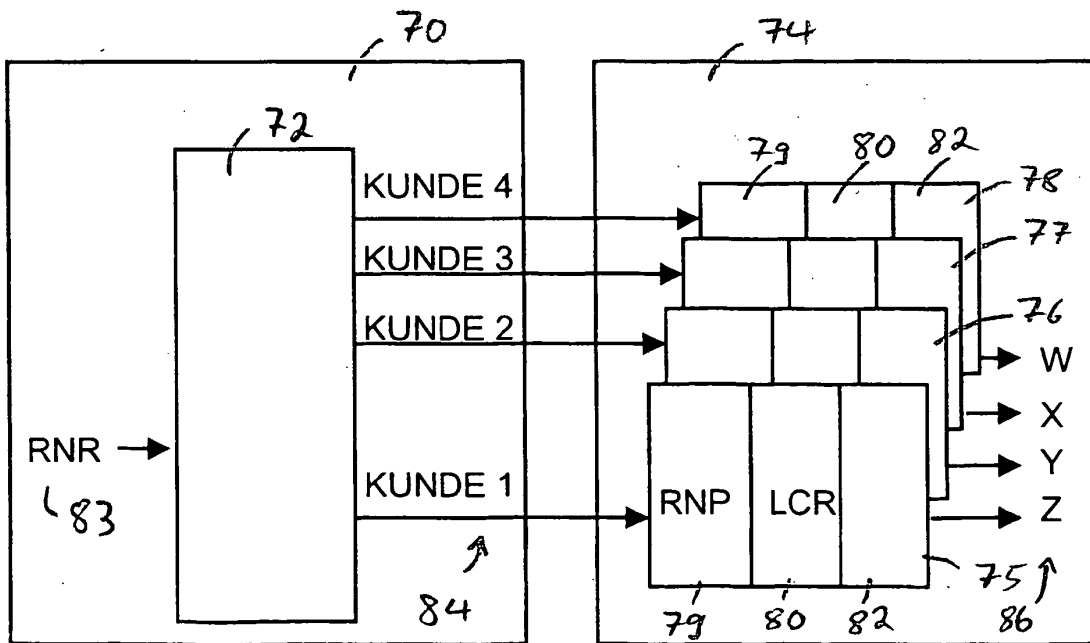 70
74
72
79 80 82
78
KUNDE 4
77
KUNDE 3
76
KUNDE 2
W
X
RNR
Y
KUNDE 1
RNP LCR
Z
83
75
84
79 80 82
86